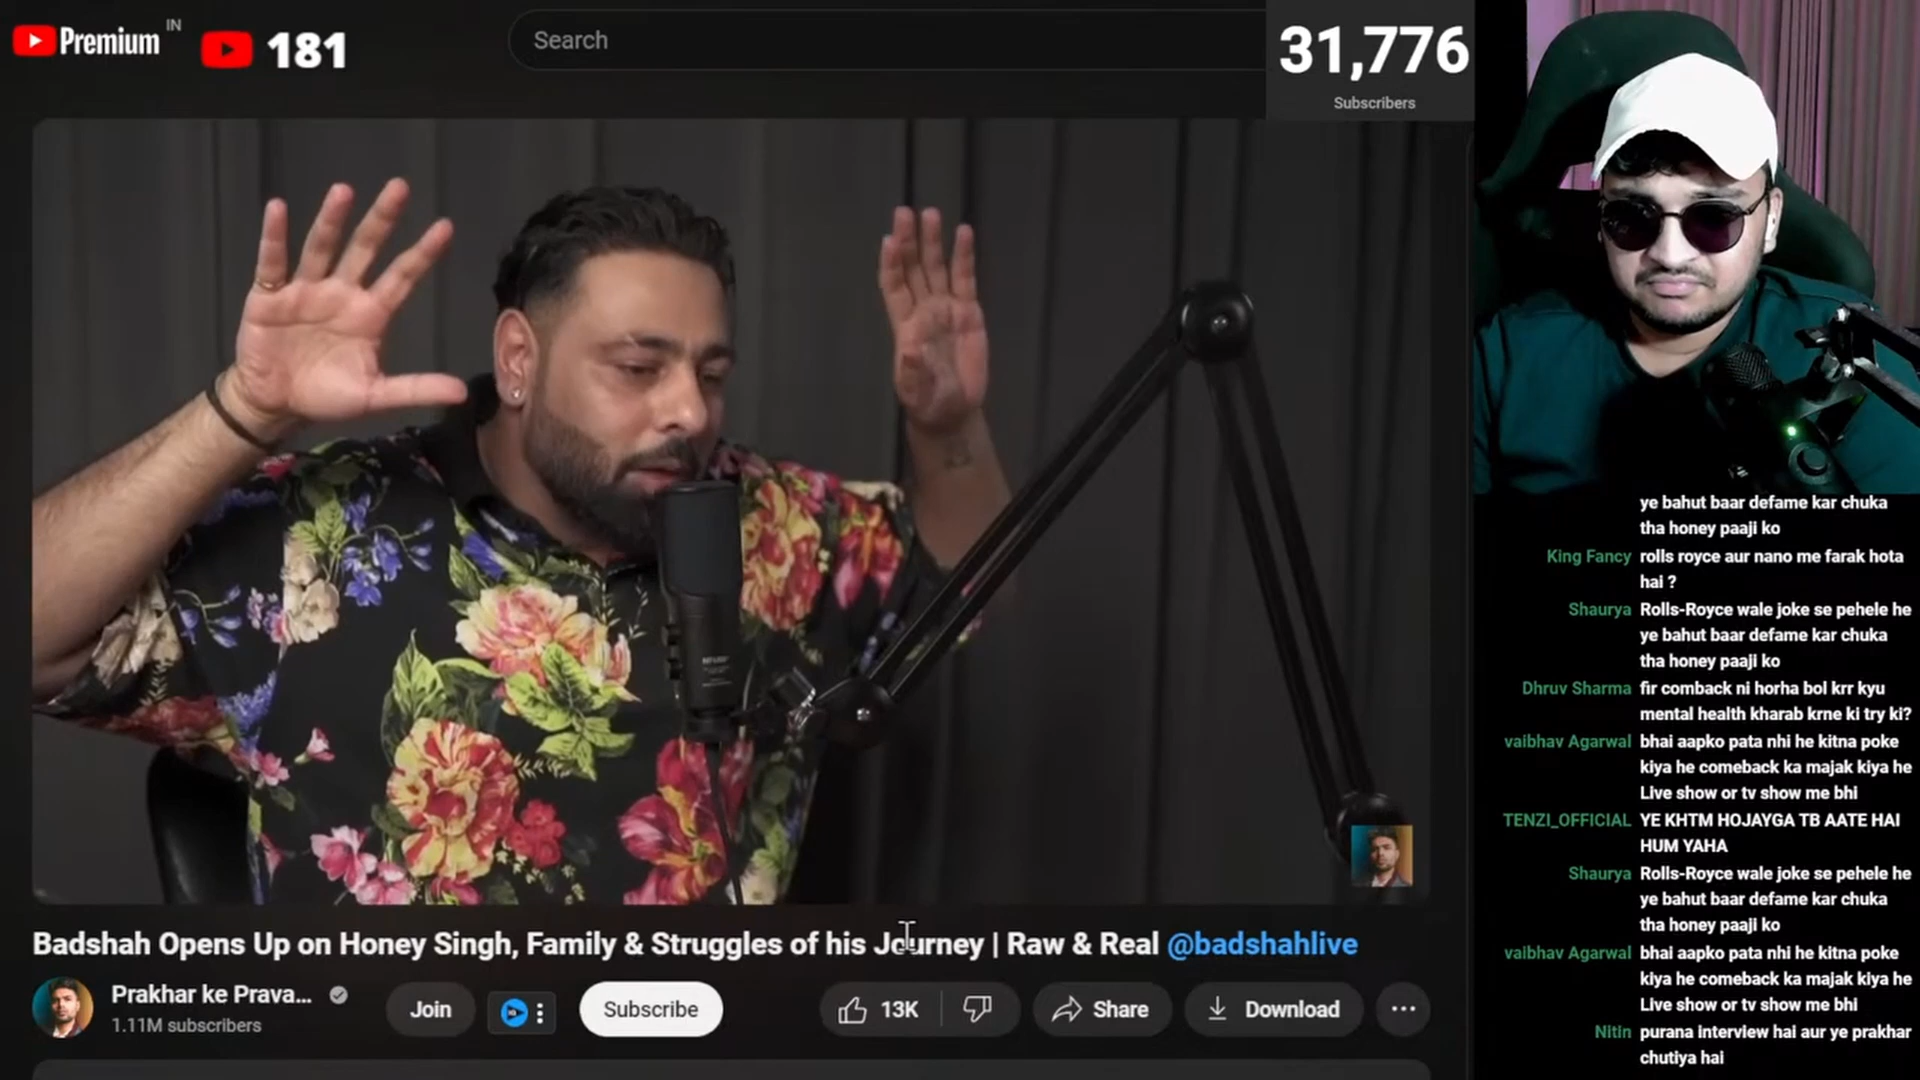 Premium IN
181
Search
31,776
Subscribers
Badshah Opens Up on Honey Singh, Family & Struggles of his Journey | Raw & Real @badshahlive
Prakhar ke Prava...
1.11M subscribers
Join
Subscribe
13K
Share
Download
ye bahut baar defame kar chuka
tha honey paaji ko
King Fancy rolls royce aur nano me farak hota
hai ?
Shaurya Rolls-Royce wale joke se pehele he
ye bahut baar defame kar chuka
tha honey paaji ko
Dhruv Sharma fir comback ni horha bol krr kyu
mental health kharab krne ki try ki?
vaibhav Agarwal bhai aapko pata nhi he kitna poke
kiya he comeback ka majak kiya he
Live show or tv show me bhi
TENZI_OFFICIAL YE KHTM HOJAYGA TB AATE HAI
HUM YAHA
Shaurya Rolls-Royce wale joke se pehele he
ye bahut baar defame kar chuka
tha honey paaji ko
vaibhav Agarwal bhai aapko pata nhi he kitna poke
kiya he comeback ka majak kiya he
Live show or tv show me bhi
Nitin purana interview hai aur ye prakhar
chutiya hai